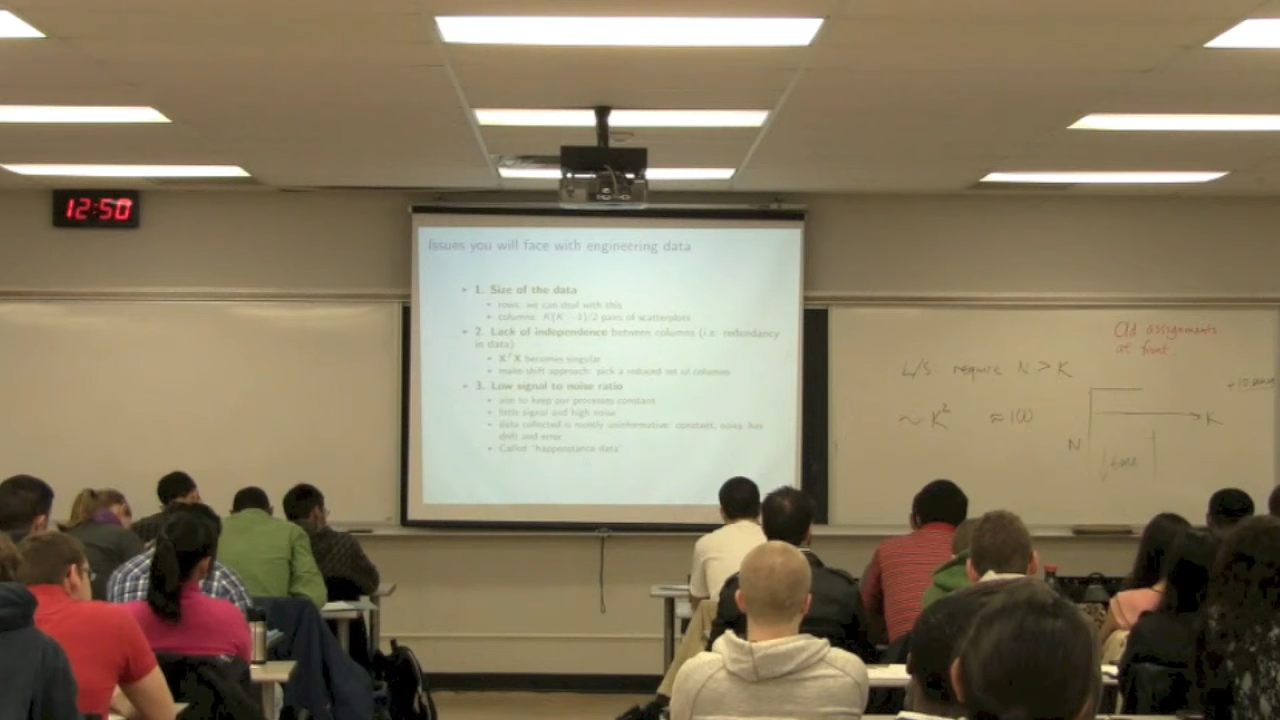 12:50
Issues you will face with engineering data
1. Size of the data
rows: we can deal with this
columns: K(K − 1)/2 pairs of scatterplots
2. Lack of independence between columns (i.e. redundancy
in data)
XᵀX becomes singular
make-shift approach: pick a reduced set of columns
3. Low signal to noise ratio
aim to keep our processes constant
little signal and high noise
data collected is mostly uninformative: constant, noisy, has
drift and error
Called "happenstance data"
Old assignments
at front
L/S: require N > K
~ K² ≈ 100
K
N